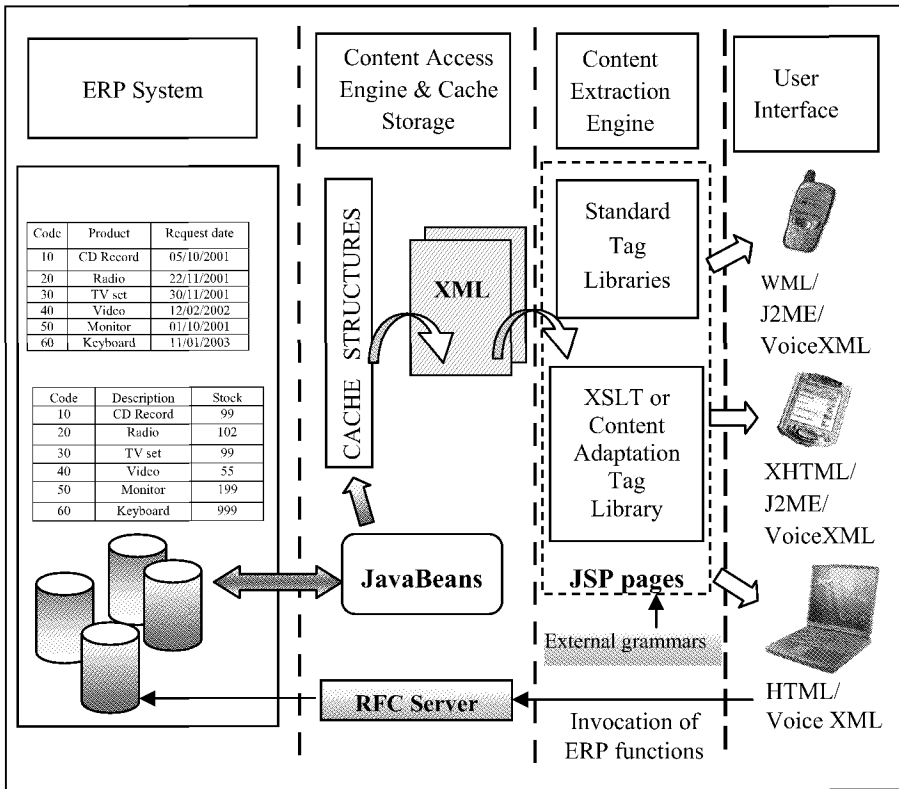 ERP System
Content Access
Engine & Cache
Storage
Content
Extraction
Engine
User
Interface
Code Product Request date
10 CD Record 05/10/2001
20 Radio 22/11/2001
30 TV set 30/11/2001
40 Video 12/02/2002
50 Monitor 01/10/2001
60 Keyboard 11/01/2003
Code Description Stock
10 CD Record 99
20 Radio 102
30 TV set 99
40 Video 55
50 Monitor 199
60 Keyboard 999
CACHE STRUCTURES
XML
JavaBeans
RFC Server
Standard
Tag
Libraries
XSLT or
Content
Adaptation
Tag
Library
JSP pages
External grammars
Invocation of
ERP functions
WML/
J2ME/
VoiceXML
XHTML/
J2ME/
VoiceXML
HTML/
Voice XML